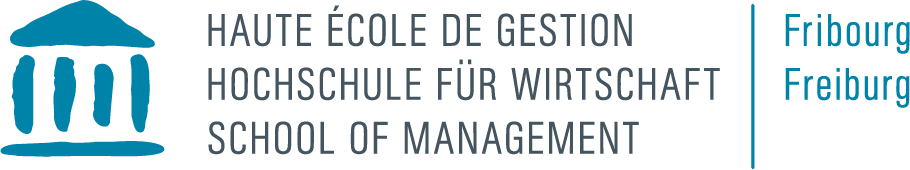 HAUTE ÉCOLE DE GESTION
HOCHSCHULE FÜR WIRTSCHAFT
SCHOOL OF MANAGEMENT
Fribourg
Freiburg